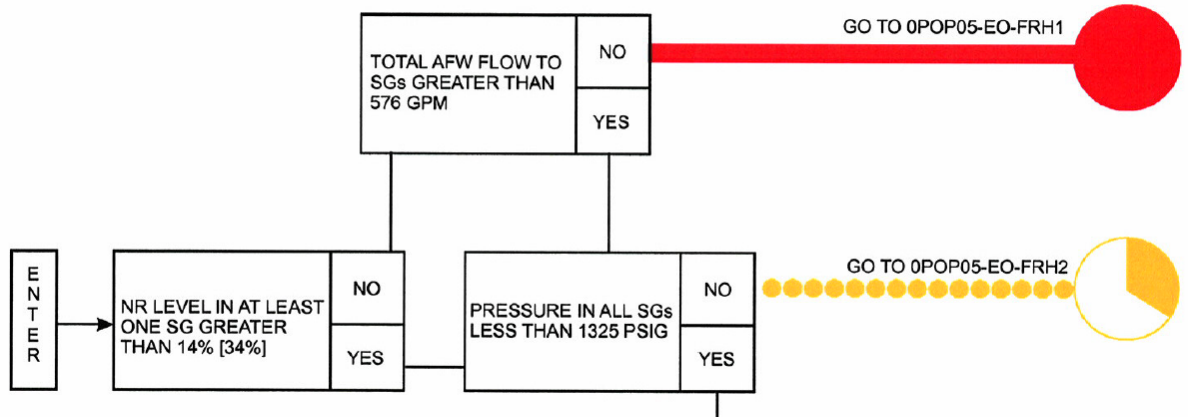 GO TO 0POP05-EO-FRH1
TOTAL AFW FLOW TO
SGs GREATER THAN
576 GPM
NO
YES
ENTER
NR LEVEL IN AT LEAST
ONE SG GREATER
THAN 14% [34%]
NO
YES
PRESSURE IN ALL SGs
LESS THAN 1325 PSIG
NO
YES
GO TO 0POP05-EO-FRH2